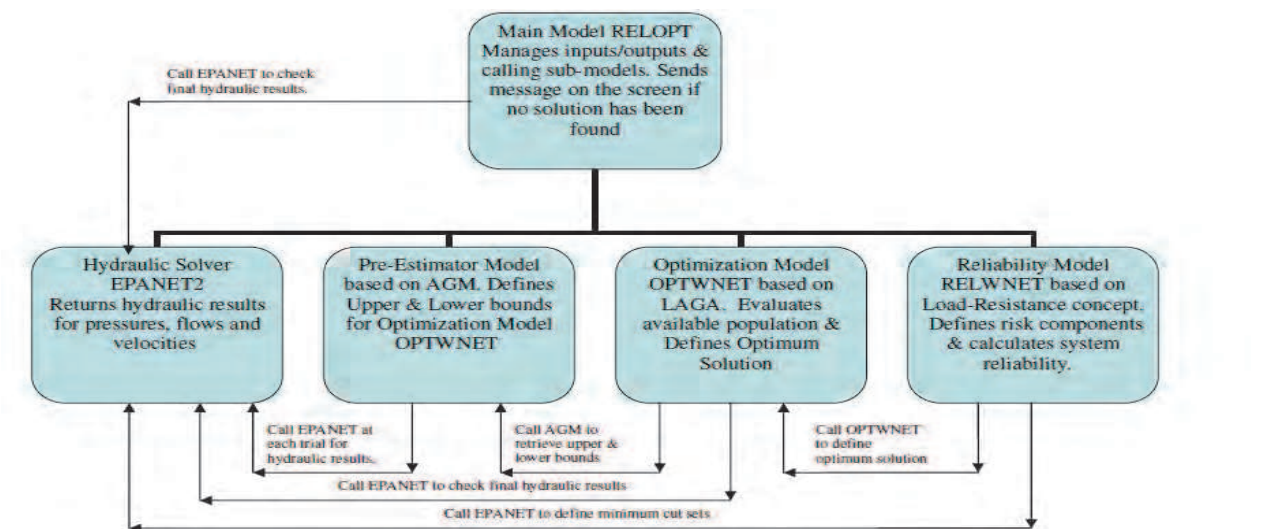 Main Model RELOPT
Manages inputs/outputs &
calling sub-models. Sends
message on the screen if
no solution has been
found
Call EPANET to check
final hydraulic results.
Hydraulic Solver
EPANET2
Returns hydraulic results
for pressures, flows and
velocities
Pre-Estimator Model
based on AGM. Defines
Upper & Lower bounds
for Optimization Model
OPTWNET
Optimization Model
OPTWNET based on
LAGA. Evaluates
available population &
Defines Optimum
Solution
Reliability Model
RELWNET based on
Load-Resistance concept.
Defines risk components
& calculates system
reliability.
Call EPANET at
each trial for
hydraulic results.
Call AGM to
retrieve upper &
lower bounds
Call OPTWNET
to define
optimum solution
Call EPANET to check final hydraulic results
Call EPANET to define minimum cut sets